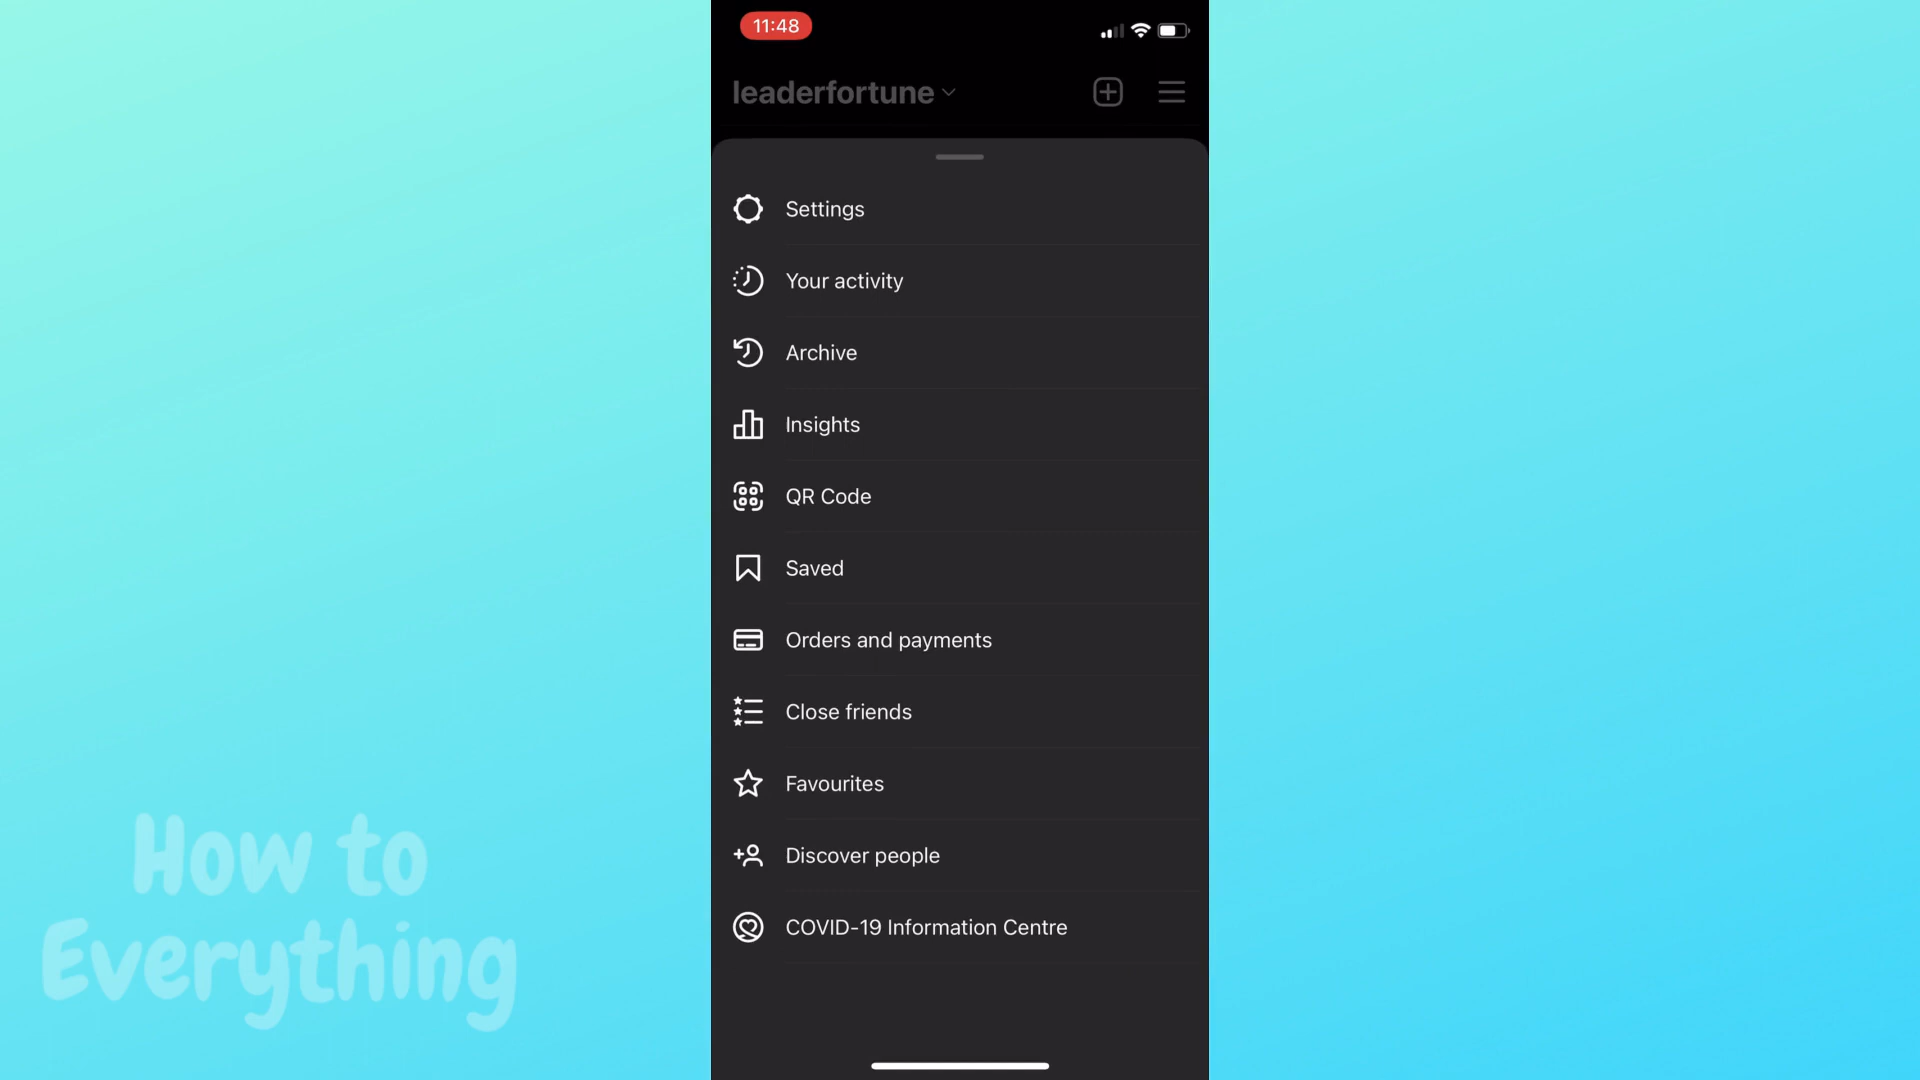 11:48
leaderfortune
Settings
Your activity
Archive
Insights
QR Code
Saved
Orders and payments
Close friends
Favourites
Discover people
COVID-19 Information Centre
How to
Everything